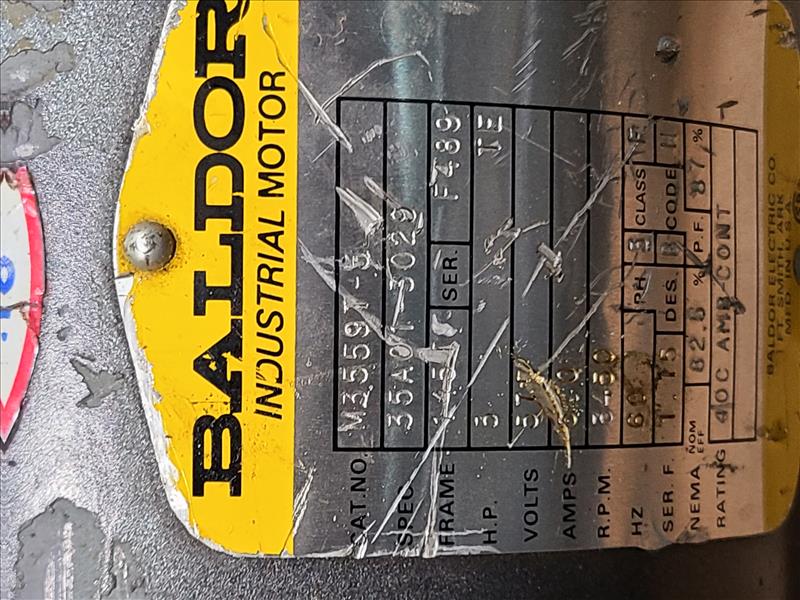 BALDOR
INDUSTRIAL MOTOR
CAT.NO. M3559T-5
SPEC. 35A01-3029
FRAME SER. F489
H.P. 3 TE
VOLTS
AMPS
R.P.M. 3450
HZ 60 PH 3 CLASS F
SER. F. 1.15 DES. B CODE
NEMA NOM EFF 82.5 % P.F. 87 %
RATING 40C AMB-CONT
BALDOR ELECTRIC CO.
FT. SMITH, ARK
MFD. IN U.S.A.